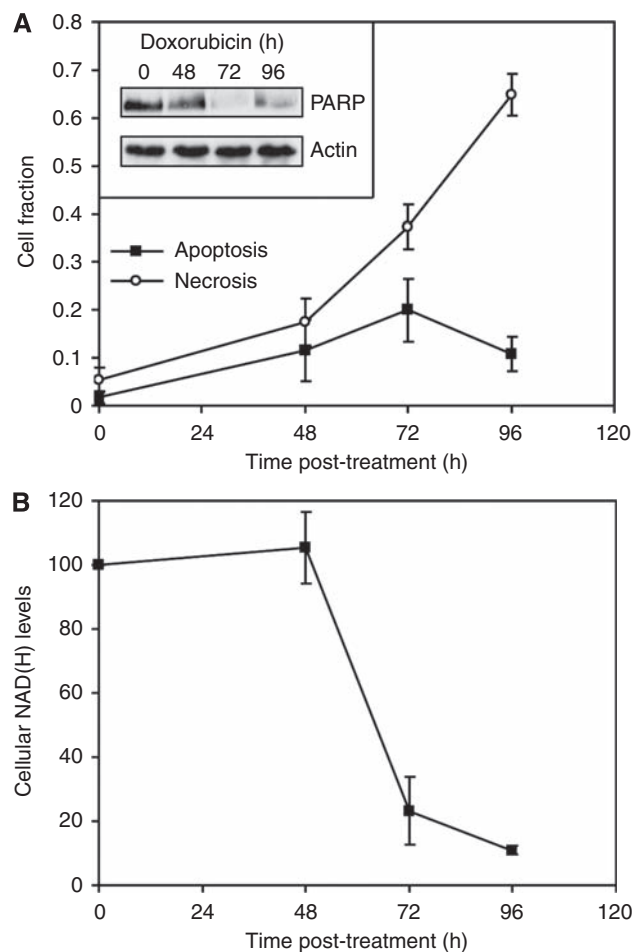 A
Doxorubicin (h)
0 48 72 96
PARP
Actin
Apoptosis
Necrosis
Cell fraction
0.8
0.7
0.6
0.5
0.4
0.3
0.2
0.1
0
0 24 48 72 96 120
Time post-treatment (h)
B
Cellular NAD(H) levels
120
100
80
60
40
20
0
0 24 48 72 96 120
Time post-treatment (h)